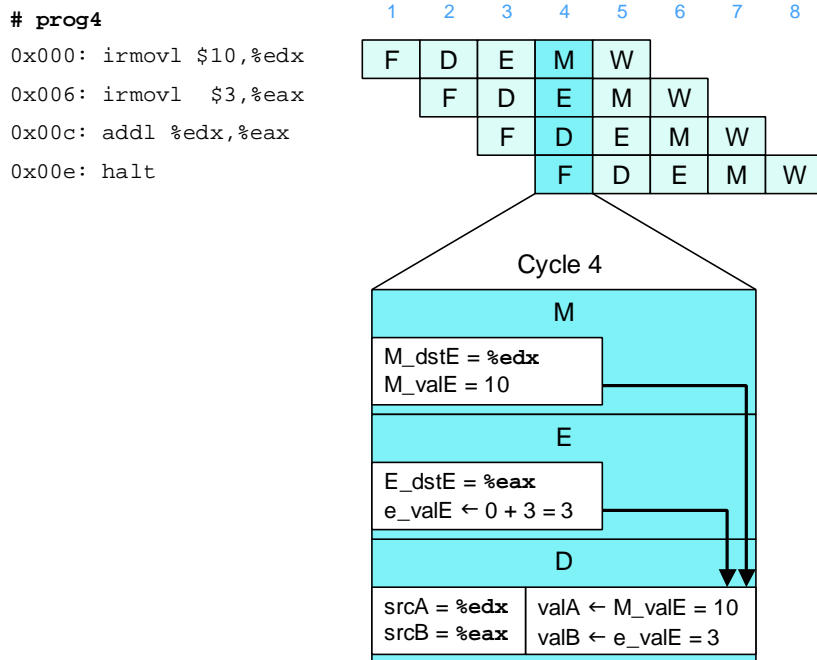 # prog4
1 2 3 4 5 6 7 8
0x000: irmovl $10,%edx F D E M W
0x006: irmovl  $3,%eax F D E M W
0x00c: addl %edx,%eax F D E M W
0x00e: halt F D E M W
Cycle 4
M
M_dstE = %edx
M_valE = 10
E
E_dstE = %eax
e_valE ← 0 + 3 = 3
D
srcA = %edx valA ← M_valE = 10
srcB = %eax valB ← e_valE = 3